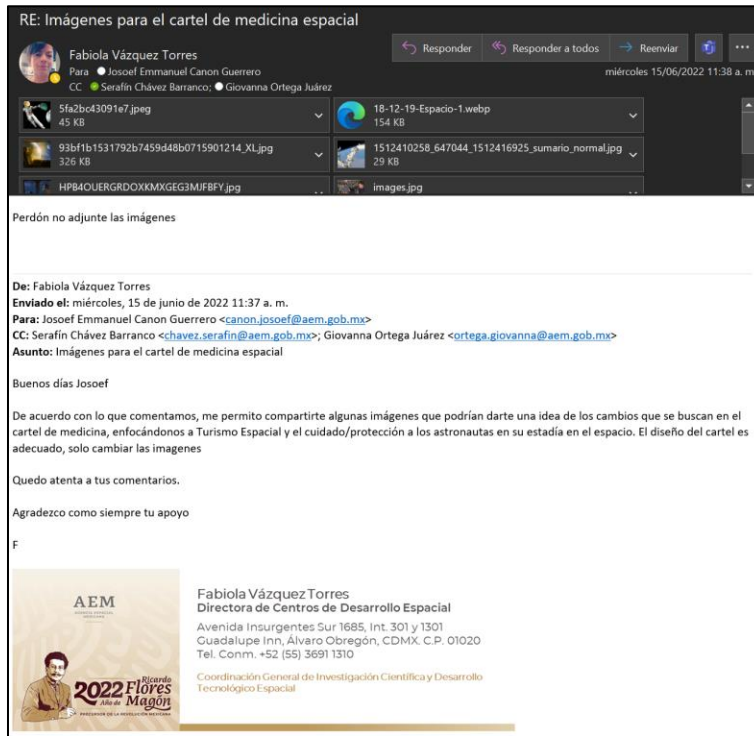 RE: Imágenes para el cartel de medicina espacial
Fabiola Vázquez Torres
Responder
Responder a todos
Reenviar
Para Josoef Emmanuel Canon Guerrero
miércoles 15/06/2022 11:38 a. m
CC Serafín Chávez Barranco; Giovanna Ortega Juárez
5fa2bc43091e7.jpeg
45 KB
18-12-19-Espacio-1.webp
154 KB
93bf1b1531792b7459d48b0715901214_XL.jpg
326 KB
1512410258_647044_1512416925_sumario_normal.jpg
29 KB
HPB4OUERGRDOXKMXGEG3MJFBFY.jpg
images.jpg
Perdón no adjunte las imágenes
De: Fabiola Vázquez Torres
Enviado el: miércoles, 15 de junio de 2022 11:37 a. m.
Para: Josoef Emmanuel Canon Guerrero <canon.josoef@aem.gob.mx>
CC: Serafín Chávez Barranco <chavez.serafin@aem.gob.mx>; Giovanna Ortega Juárez <ortega.giovanna@aem.gob.mx>
Asunto: Imágenes para el cartel de medicina espacial
Buenos días Josoef
De acuerdo con lo que comentamos, me permito compartirte algunas imágenes que podrían darte una idea de los cambios que se buscan en el
cartel de medicina, enfocándonos a Turismo Espacial y el cuidado/protección a los astronautas en su estadía en el espacio. El diseño del cartel es
adecuado, solo cambiar las imagenes
Quedo atenta a tus comentarios.
Agradezco como siempre tu apoyo
F
AEM
AGENCIA ESPACIAL
MEXICANA
2022 Ricardo
Año de Flores
Magón
PRECURSOR DE LA REVOLUCIÓN MEXICANA
Fabiola Vázquez Torres
Directora de Centros de Desarrollo Espacial
Avenida Insurgentes Sur 1685, Int. 301 y 1301
Guadalupe Inn, Álvaro Obregón, CDMX. C.P. 01020
Tel. Conm. +52 (55) 3691 1310
Coordinación General de Investigación Científica y Desarrollo
Tecnológico Espacial